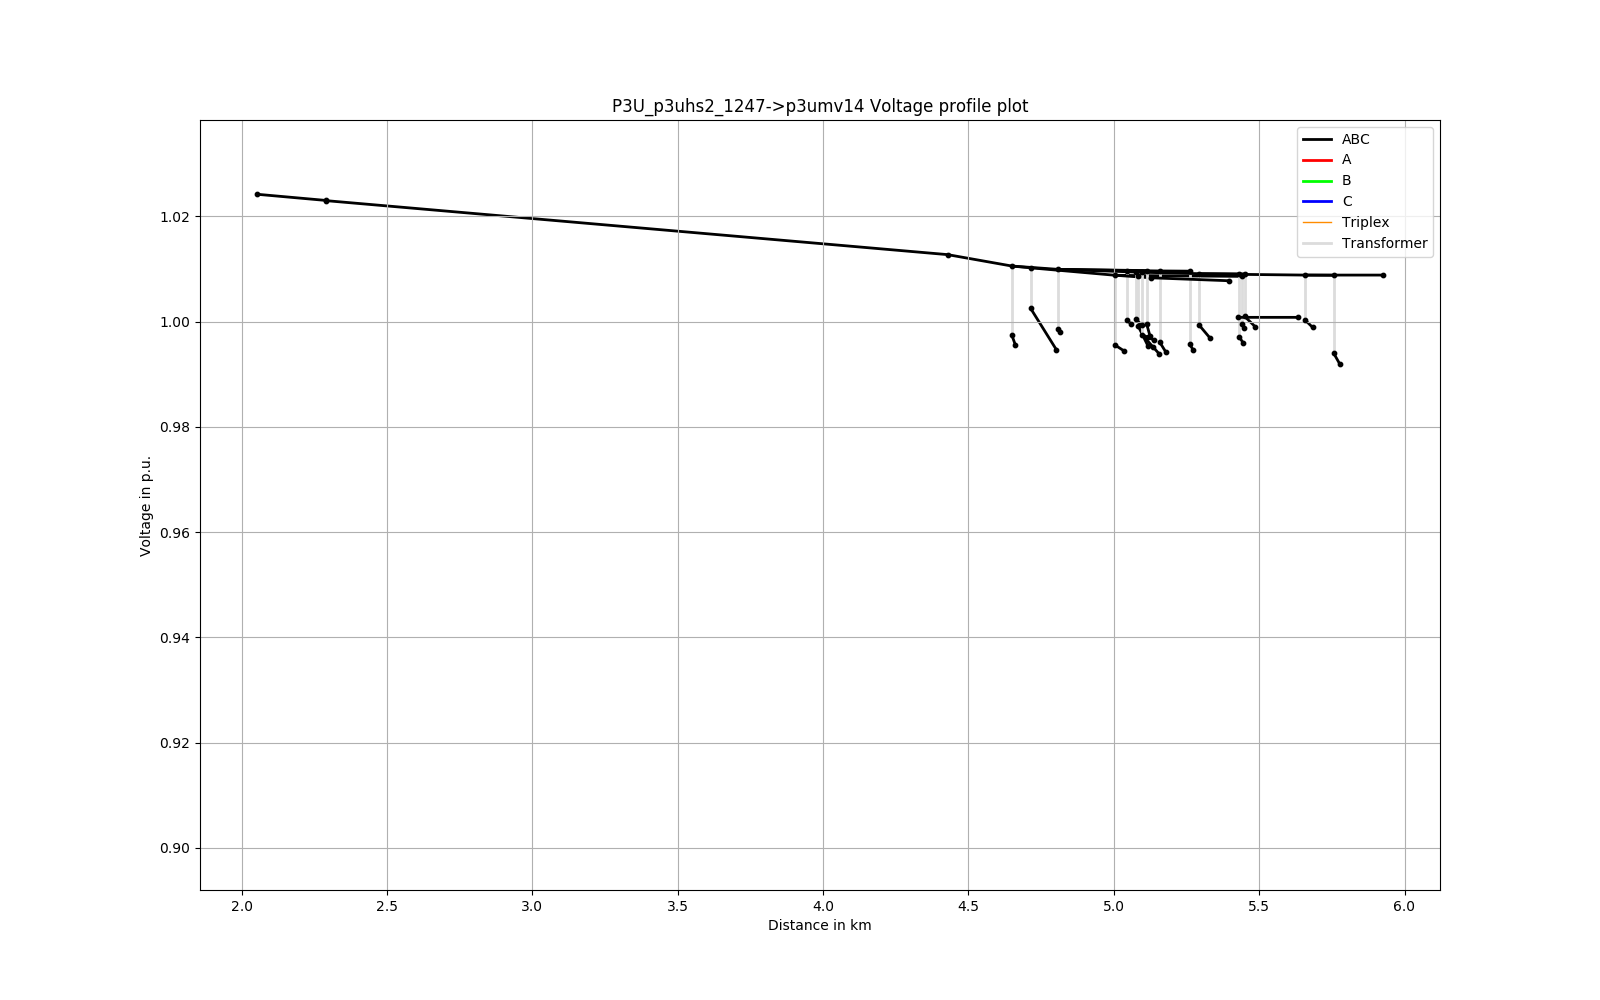 P3U_p3uhs2_1247->p3umv14 Voltage profile plot
ABC
A
B
C
Triplex
Transformer
1.02
1.00
0.98
0.96
0.94
0.92
0.90
Voltage in p.u.
2.0 2.5 3.0 3.5 4.0 4.5 5.0 5.5 6.0
Distance in km